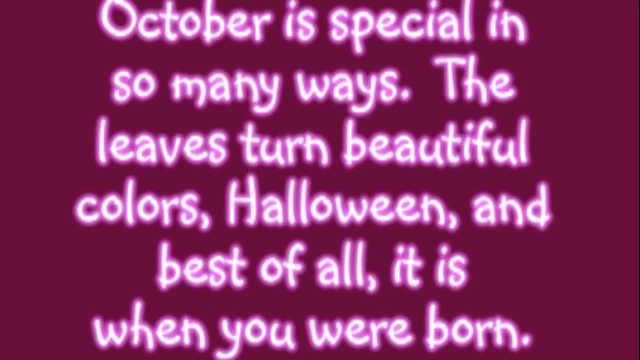 October is special in
so many ways.  The
leaves turn beautiful
colors, Halloween, and
best of all, it is
when you were born.